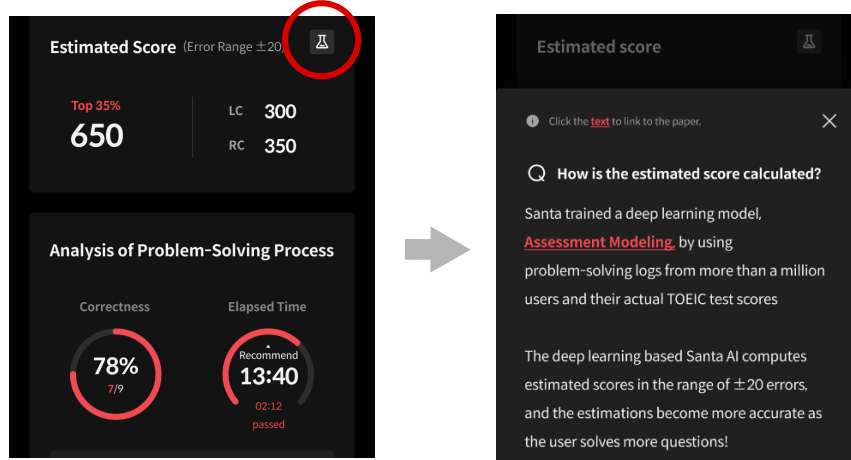 Estimated Score (Error Range ±20)
Top 35%
650
LC 300
RC 350
Analysis of Problem-Solving Process
Correctness
78%
7/9
Elapsed Time
Recommend
13:40
02:12
passed
Estimated score
Click the text to link to the paper.
How is the estimated score calculated?
Santa trained a deep learning model,
Assessment Modeling, by using
problem-solving logs from more than a million
users and their actual TOEIC test scores
The deep learning based Santa AI computes
estimated scores in the range of ±20 errors,
and the estimations become more accurate as
the user solves more questions!